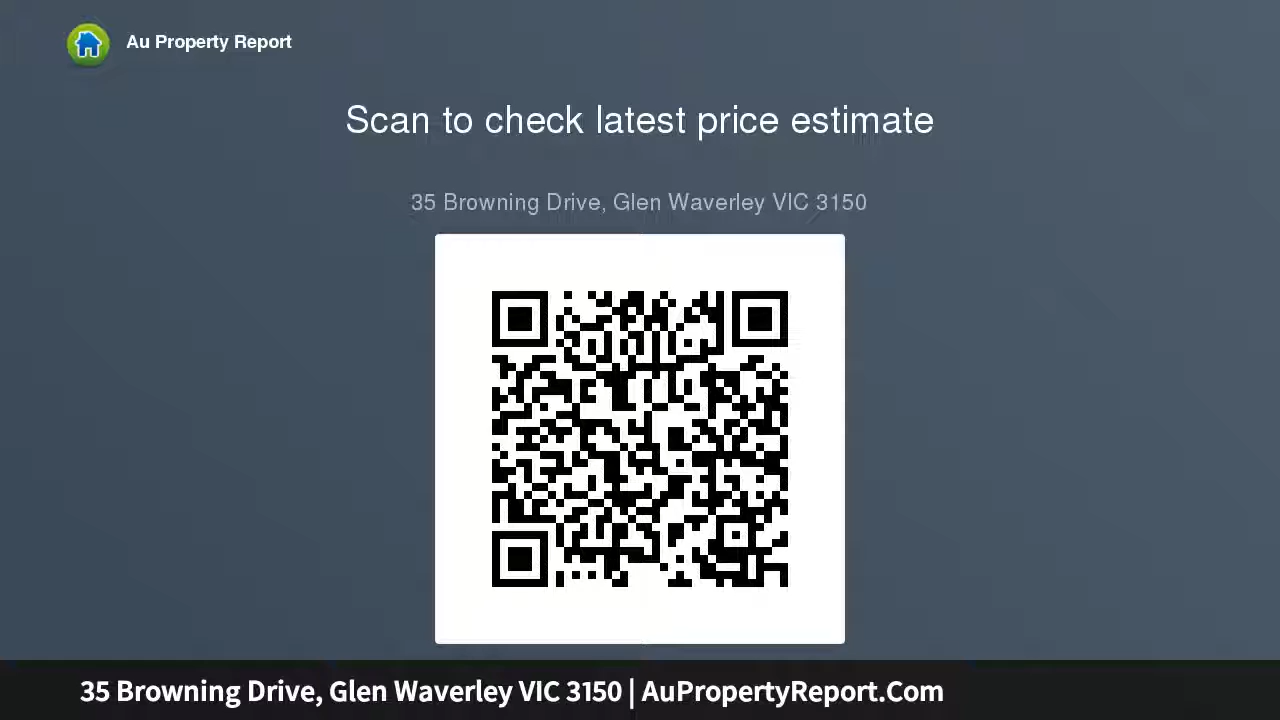 Au Property Report
Scan to check latest price estimate
35 Browning Drive, Glen Waverley VIC 3150
35 Browning Drive, Glen Waverley VIC 3150 | AuPropertyReport.Com